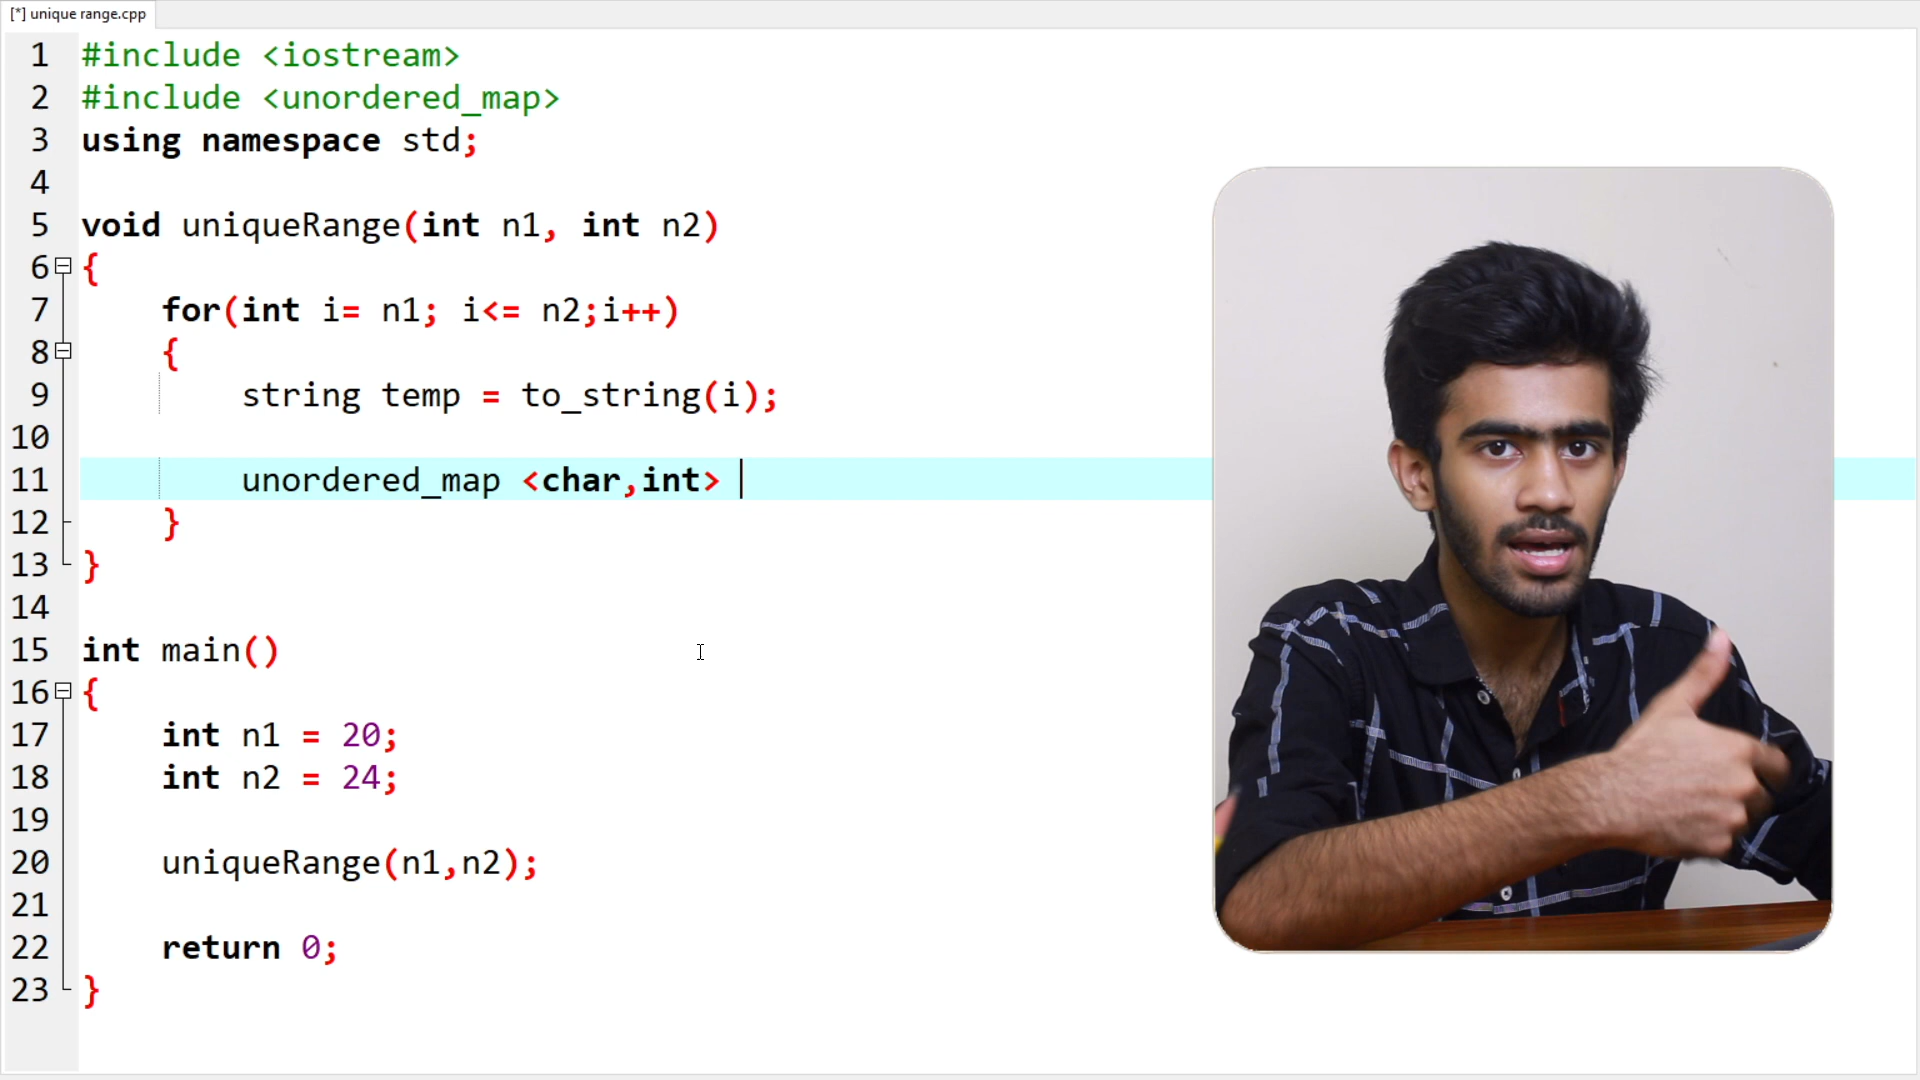 [*] unique range.cpp
1 #include <iostream>
2 #include <unordered_map>
3 using namespace std;
4
5 void uniqueRange(int n1, int n2)
6 {
7 for(int i= n1; i<= n2;i++)
8 {
9 string temp = to_string(i);
10
11 unordered_map <char,int>
12 }
13 }
14
15 int main()
16 {
17 int n1 = 20;
18 int n2 = 24;
19
20 uniqueRange(n1,n2);
21
22 return 0;
23 }